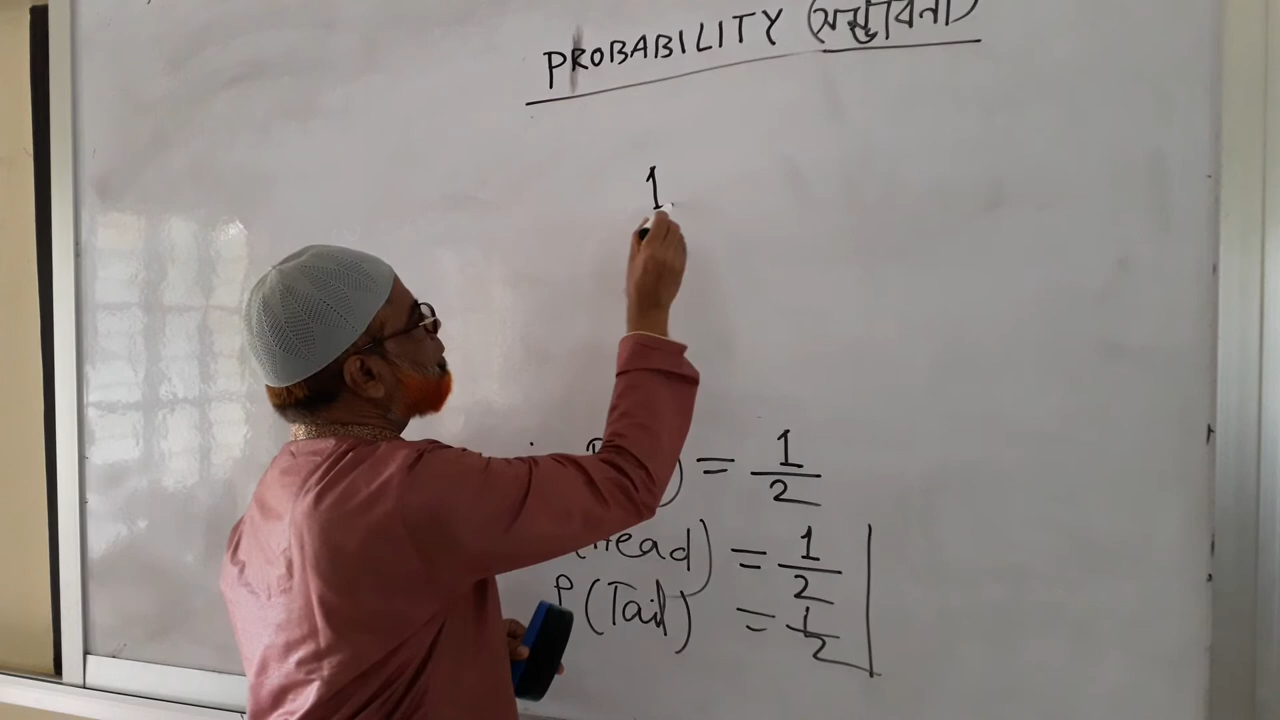 PROBABILITY (সম্ভাবনা)
1
) = 1/2
(Head) = 1/2
P (Tail) = 1/2